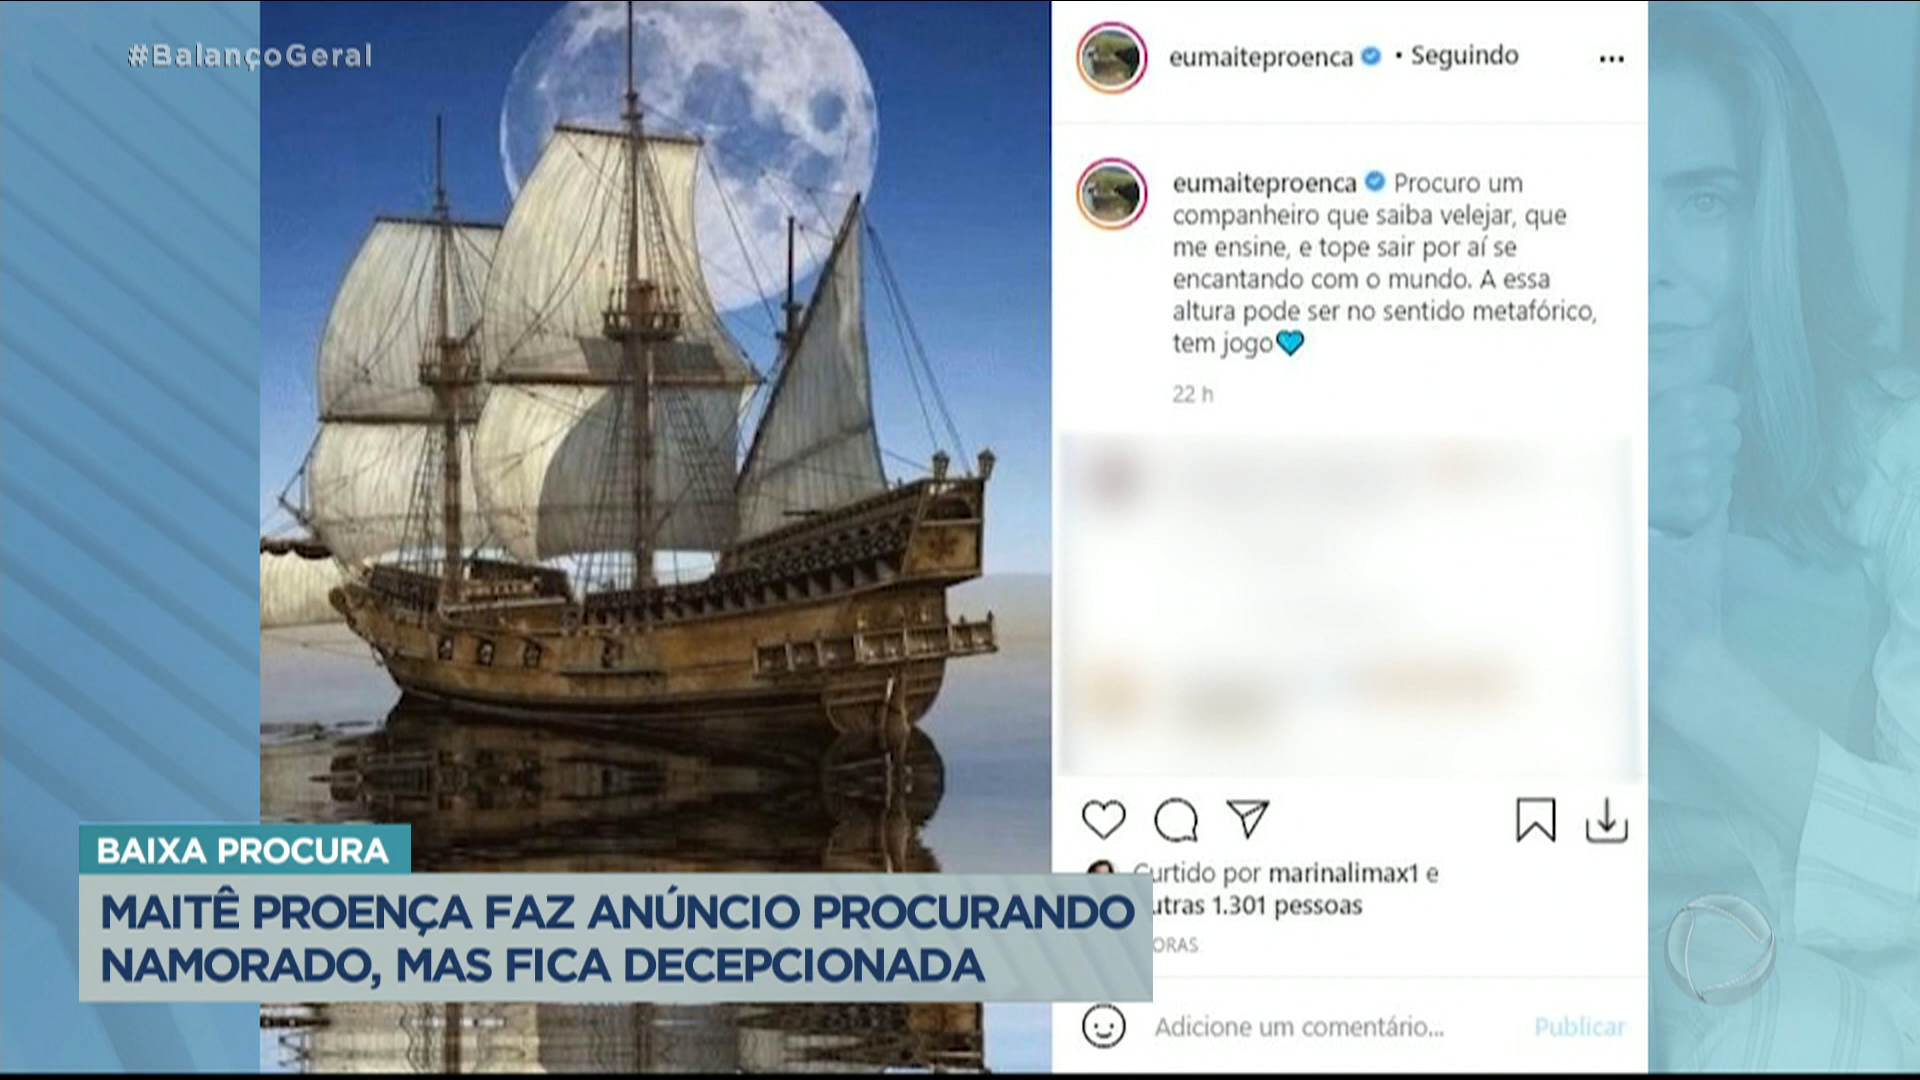 #BalançoGeral
eumaiteproenca • Seguindo
eumaiteproenca Procuro um
companheiro que saiba velejar, que
me ensine, e tope sair por aí se
encantando com o mundo. A essa
altura pode ser no sentido metafórico,
tem jogo
22 h
Curtido por marinalimax1 e
utras 1.301 pessoas
ORAS
Adicione um comentário...
Publicar
BAIXA PROCURA
MAITÊ PROENÇA FAZ ANÚNCIO PROCURANDO
NAMORADO, MAS FICA DECEPCIONADA